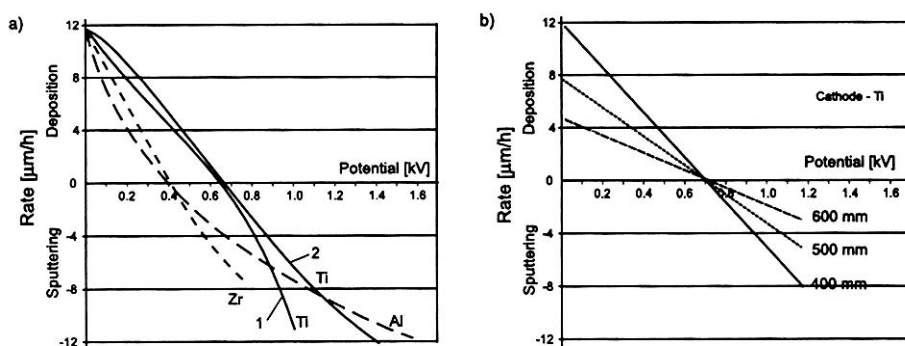 a)
12
8
4
0
-4
-8
-12
Rate [µm/h]
Deposition
Sputtering
Potential [kV]
0.2 0.4 0.6 0.8 1.0 1.2 1.4 1.6
2
Ti
Zr
1
Ti
Al
b)
12
8
4
0
-4
-8
-12
Rate [µm/h]
Deposition
Sputtering
Cathode - Ti
Potential [kV]
0.2 0.4 0.6 0.8 1.0 1.2 1.4 1.6
600 mm
500 mm
400 mm